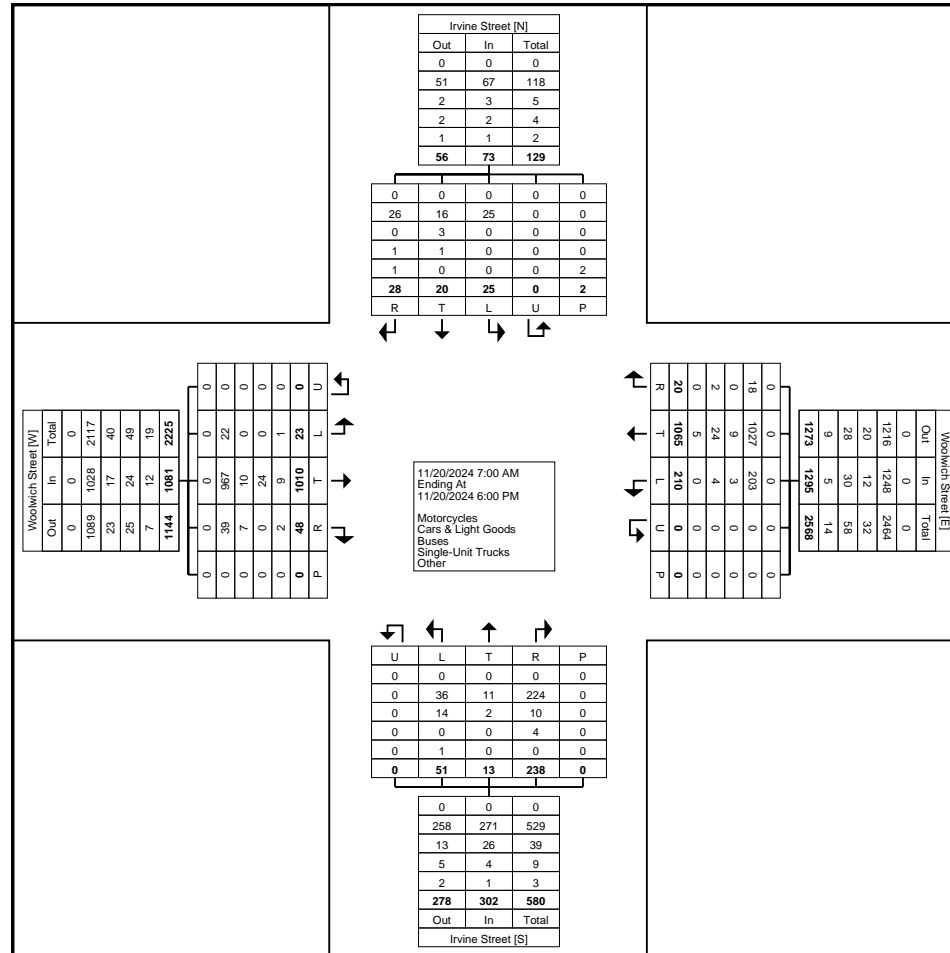 Irvine Street [N]
Out In Total
0 0 0
51 67 118
2 3 5
2 2 4
1 1 2
56 73 129
0 0 0 0 0
26 16 25 0 0
0 3 0 0 0
1 1 0 0 0
1 0 0 0 2
28 20 25 0 2
R T L U P
U L T R P
0 23 1010 48 0
0 1 9 2 0
0 0 24 0 0
0 0 10 7 0
0 22 967 39 0
0 0 0 0 0
2225 1081 1144
19 12 7
49 24 25
40 17 23
2117 1028 1089
0 0 0
Total In Out
Woolwich Street [W]
11/20/2024 7:00 AM
Ending At
11/20/2024 6:00 PM
Motorcycles
Cars & Light Goods
Buses
Single-Unit Trucks
Other
Woolwich Street [E]
Out In Total
0 0 0
1216 1248 2464
20 12 32
28 30 58
9 5 14
1273 1295 2568
0 0 0 0 0
18 1027 203 0 0
0 9 3 0 0
2 24 4 0 0
0 5 0 0 0
20 1065 210 0 0
R T L U P
U L T R P
0 0 0 0 0
0 36 11 224 0
0 14 2 10 0
0 0 0 4 0
0 1 0 0 0
0 51 13 238 0
0 0 0
258 271 529
13 26 39
5 4 9
2 1 3
278 302 580
Out In Total
Irvine Street [S]